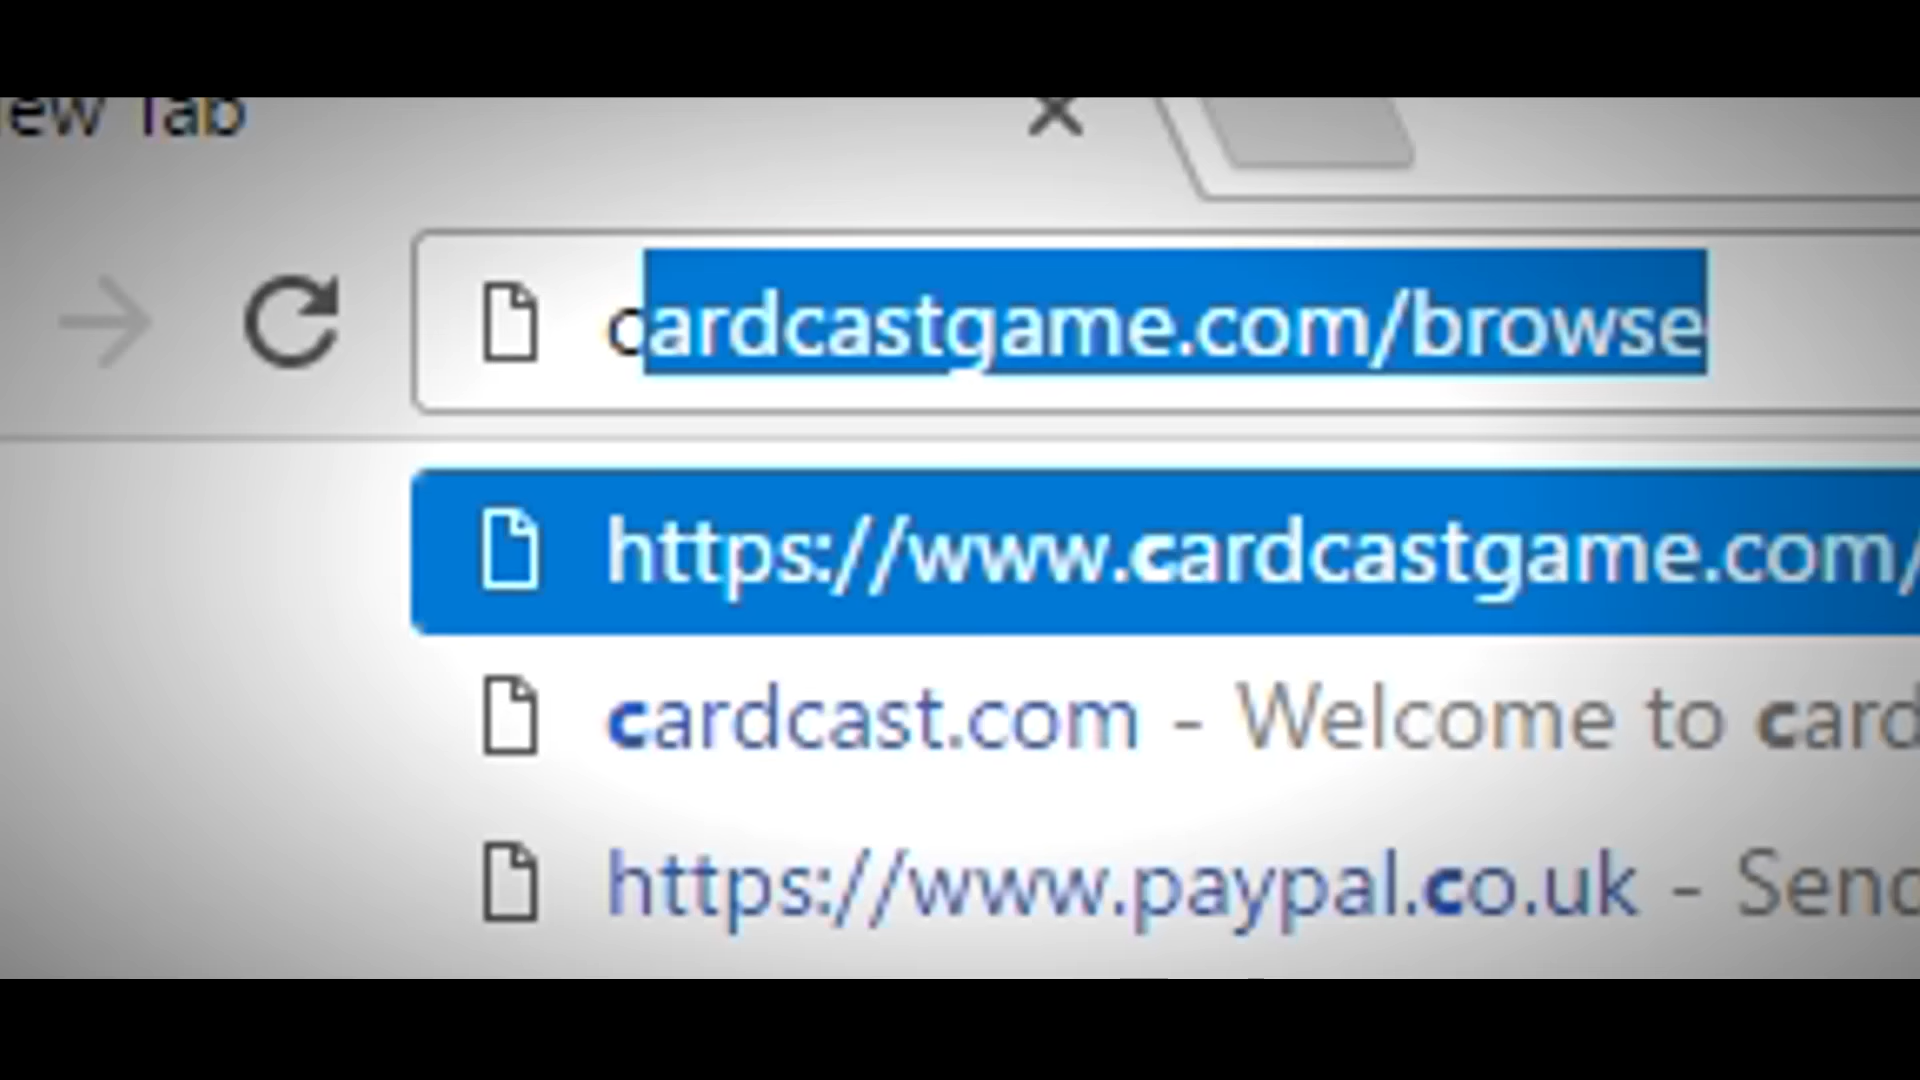 ew Tab
cardcastgame.com/browse
https://www.cardcastgame.com/
cardcast.com - Welcome to card
https://www.paypal.co.uk - Send